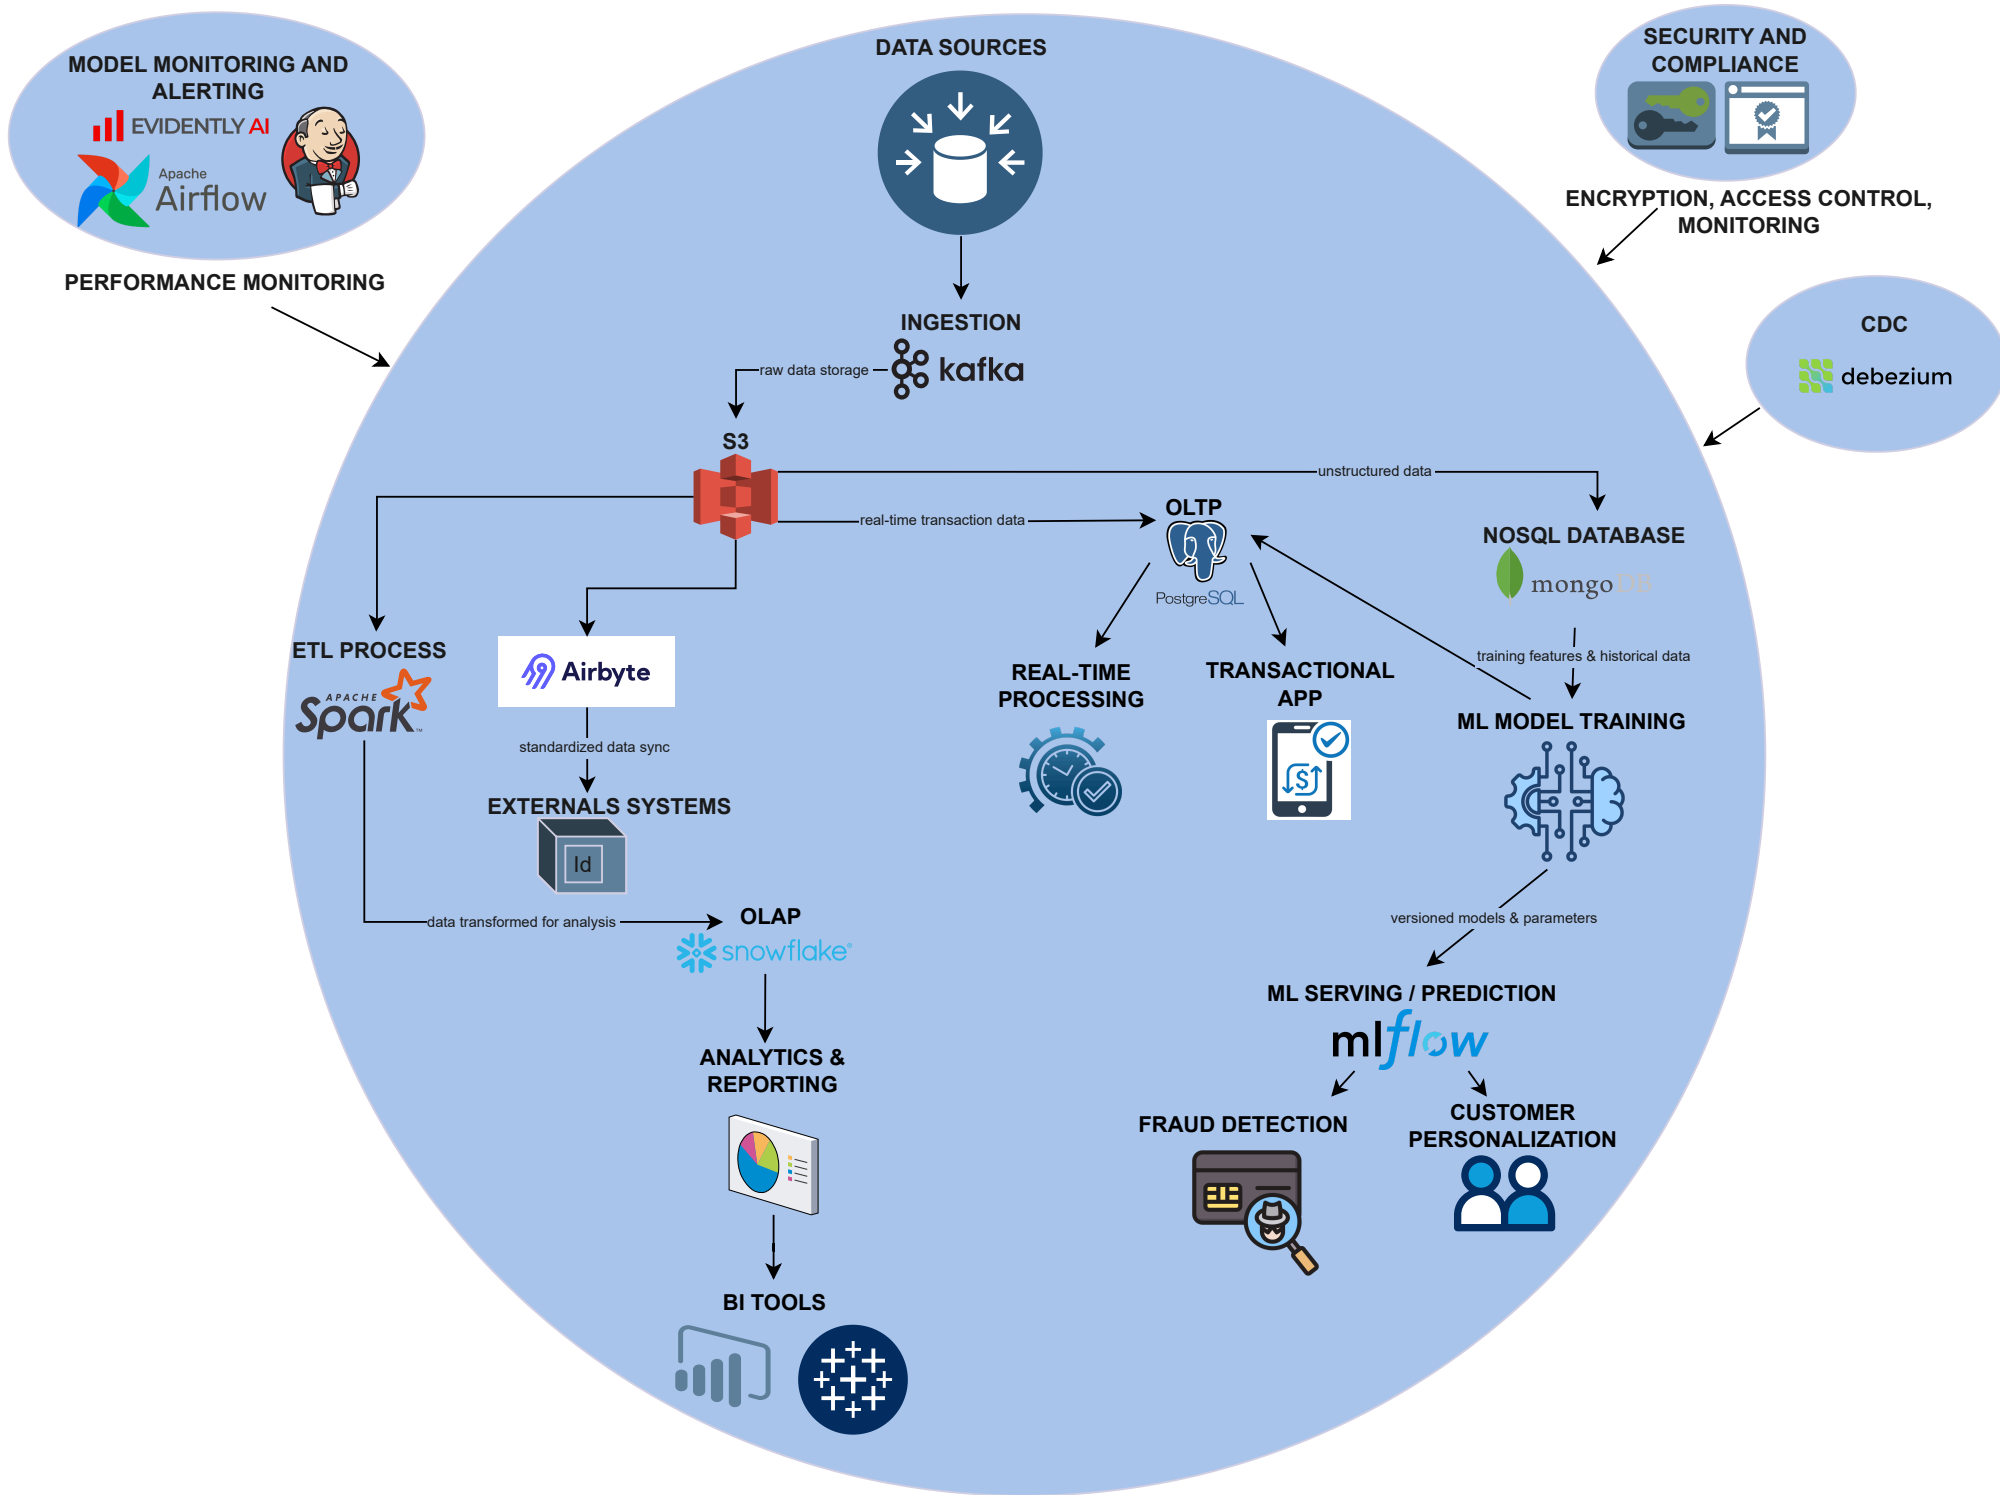 MODEL MONITORING AND
ALERTING
EVIDENTLY AI
Apache
Airflow
PERFORMANCE MONITORING
DATA SOURCES
SECURITY AND
COMPLIANCE
ENCRYPTION, ACCESS CONTROL,
MONITORING
CDC
debezium
INGESTION
kafka
raw data storage
S3
unstructured data
real-time transaction data
OLTP
PostgreSQL
NOSQL DATABASE
mongoDB
ETL PROCESS
APACHE
Spark
TM
Airbyte
standardized data sync
EXTERNALS SYSTEMS
Id
REAL-TIME
PROCESSING
TRANSACTIONAL
APP
$
training features & historical data
ML MODEL TRAINING
data transformed for analysis
OLAP
snowflake®
versioned models & parameters
ML SERVING / PREDICTION
mlflow
ANALYTICS &
REPORTING
FRAUD DETECTION
CUSTOMER
PERSONALIZATION
BI TOOLS